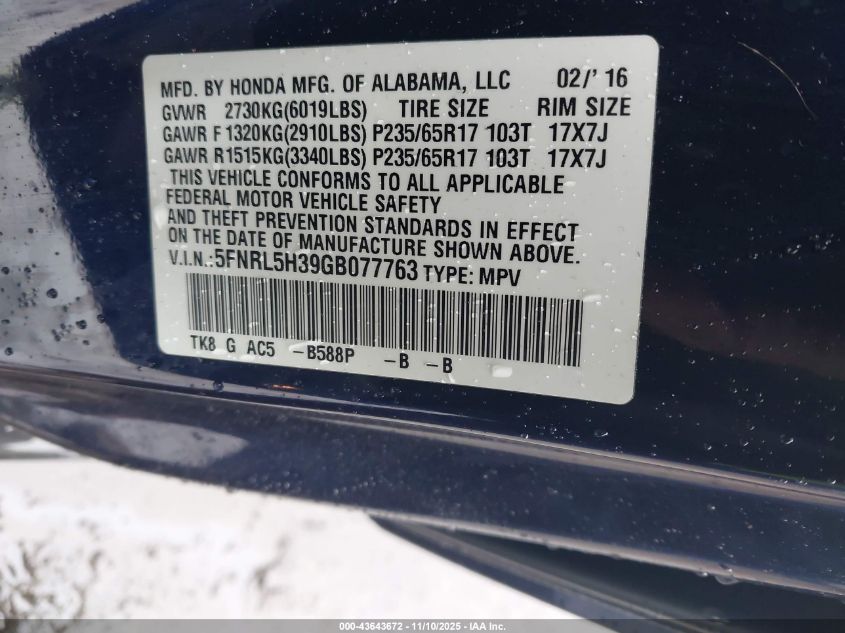 MFD. BY HONDA MFG. OF ALABAMA, LLC 02/'16
GVWR 2730KG(6019LBS) TIRE SIZE RIM SIZE
GAWR F 1320KG(2910LBS) P235/65R17 103T 17X7J
GAWR R1515KG(3340LBS) P235/65R17 103T 17X7J
THIS VEHICLE CONFORMS TO ALL APPLICABLE
FEDERAL MOTOR VEHICLE SAFETY
AND THEFT PREVENTION STANDARDS IN EFFECT
ON THE DATE OF MANUFACTURE SHOWN ABOVE.
V.I.N.:5FNRL5H39GB077763 TYPE: MPV
TK8 G AC5 -B588P -B -B
000-43643672 - 11/10/2025 - IAA Inc.